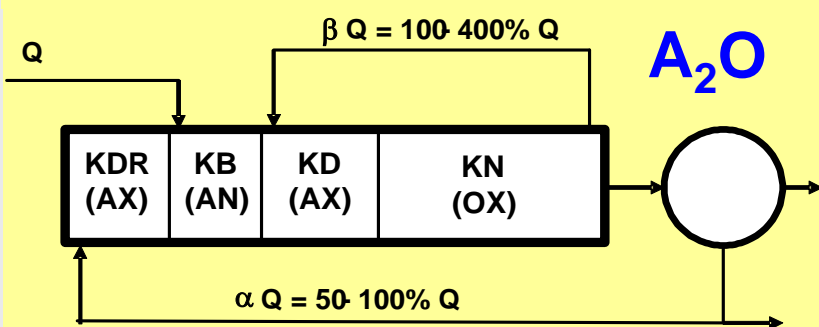 β Q = 100- 400% Q
Q
A2O
KDR
(AX)
KB
(AN)
KD
(AX)
KN
(OX)
α Q = 50- 100% Q